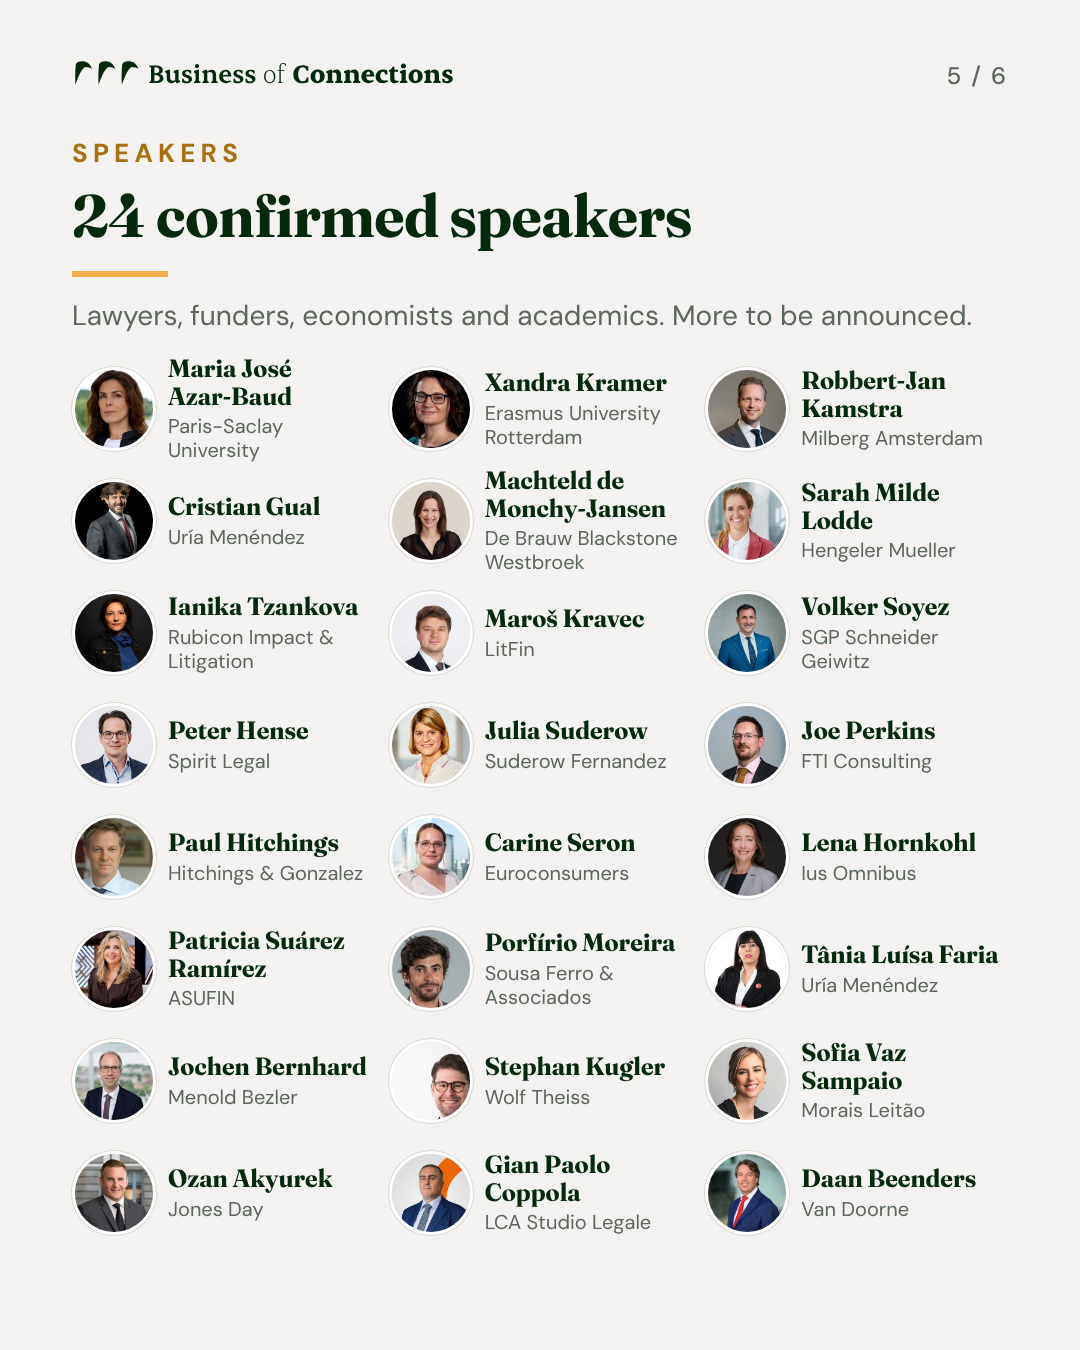 Business of Connections
5 / 6
SPEAKERS
24 confirmed speakers
Lawyers, funders, economists and academics. More to be announced.
Maria José
Azar-Baud
Paris-Saclay
University
Xandra Kramer
Erasmus University
Rotterdam
Robbert-Jan
Kamstra
Milberg Amsterdam
Cristian Gual
Uría Menéndez
Machteld de
Monchy-Jansen
De Brauw Blackstone
Westbroek
Sarah Milde
Lodde
Hengeler Mueller
Ianika Tzankova
Rubicon Impact &
Litigation
Maroš Kravec
LitFin
Volker Soyez
SGP Schneider
Geiwitz
Peter Hense
Spirit Legal
Julia Suderow
Suderow Fernandez
Joe Perkins
FTI Consulting
Paul Hitchings
Hitchings & Gonzalez
Carine Seron
Euroconsumers
Lena Hornkohl
Ius Omnibus
Patricia Suárez
Ramírez
ASUFIN
Porfírio Moreira
Sousa Ferro &
Associados
Tânia Luísa Faria
Uría Menéndez
Jochen Bernhard
Menold Bezler
Stephan Kugler
Wolf Theiss
Sofia Vaz
Sampaio
Morais Leitão
Ozan Akyurek
Jones Day
Gian Paolo
Coppola
LCA Studio Legale
Daan Beenders
Van Doorne